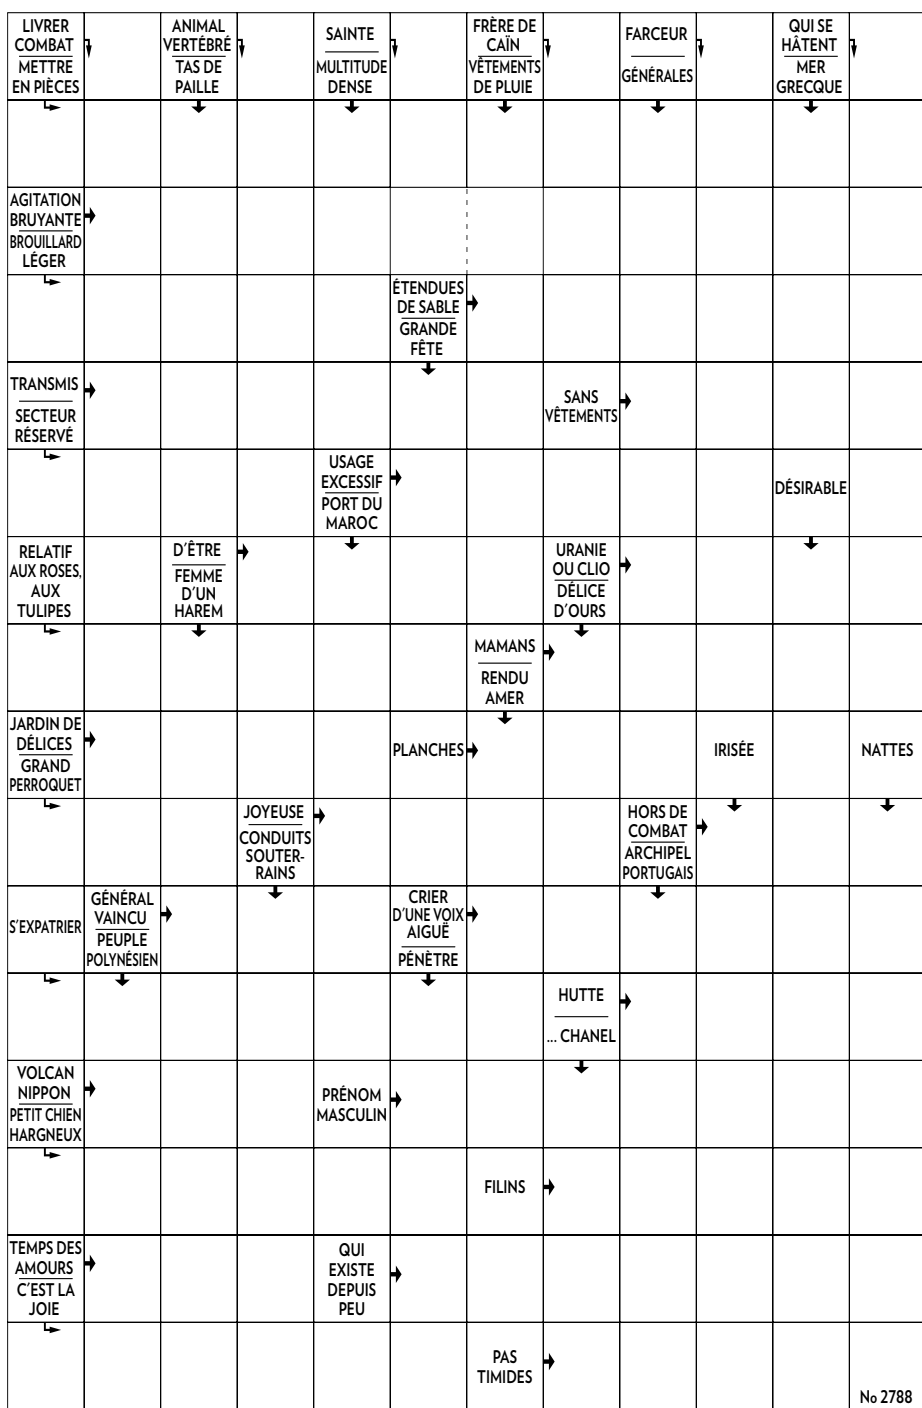 LIVRER
COMBAT
METTRE
EN PIÈCES
ANIMAL
VERTÉBRÉ
TAS DE
PAILLE
SAINTE
MULTITUDE
DENSE
FRÈRE DE
CAÏN
VÊTEMENTS
DE PLUIE
FARCEUR
GÉNÉRALES
QUI SE
HÂTENT
MER
GRECQUE
AGITATION
BRUYANTE
BROUILLARD
LÉGER
ÉTENDUES
DE SABLE
GRANDE
FÊTE
TRANSMIS
SECTEUR
RÉSERVÉ
SANS
VÊTEMENTS
USAGE
EXCESSIF
PORT DU
MAROC
DÉSIRABLE
RELATIF
AUX ROSES,
AUX
TULIPES
D'ÊTRE
FEMME
D'UN
HAREM
URANIE
OU CLIO
DÉLICE
D'OURS
MAMANS
RENDU
AMER
JARDIN DE
DÉLICES
GRAND
PERROQUET
PLANCHES
IRISÉE
NATTES
JOYEUSE
CONDUITS
SOUTER-
RAINS
HORS DE
COMBAT
ARCHIPEL
PORTUGAIS
S'EXPATRIER
GÉNÉRAL
VAINCU
PEUPLE
POLYNÉSIEN
CRIER
D'UNE VOIX
AIGUË
PÉNÈTRE
HUTTE
... CHANEL
VOLCAN
NIPPON
PETIT CHIEN
HARGNEUX
PRÉNOM
MASCULIN
FILINS
TEMPS DES
AMOURS
C'EST LA
JOIE
QUI
EXISTE
DEPUIS
PEU
PAS
TIMIDES
No 2788